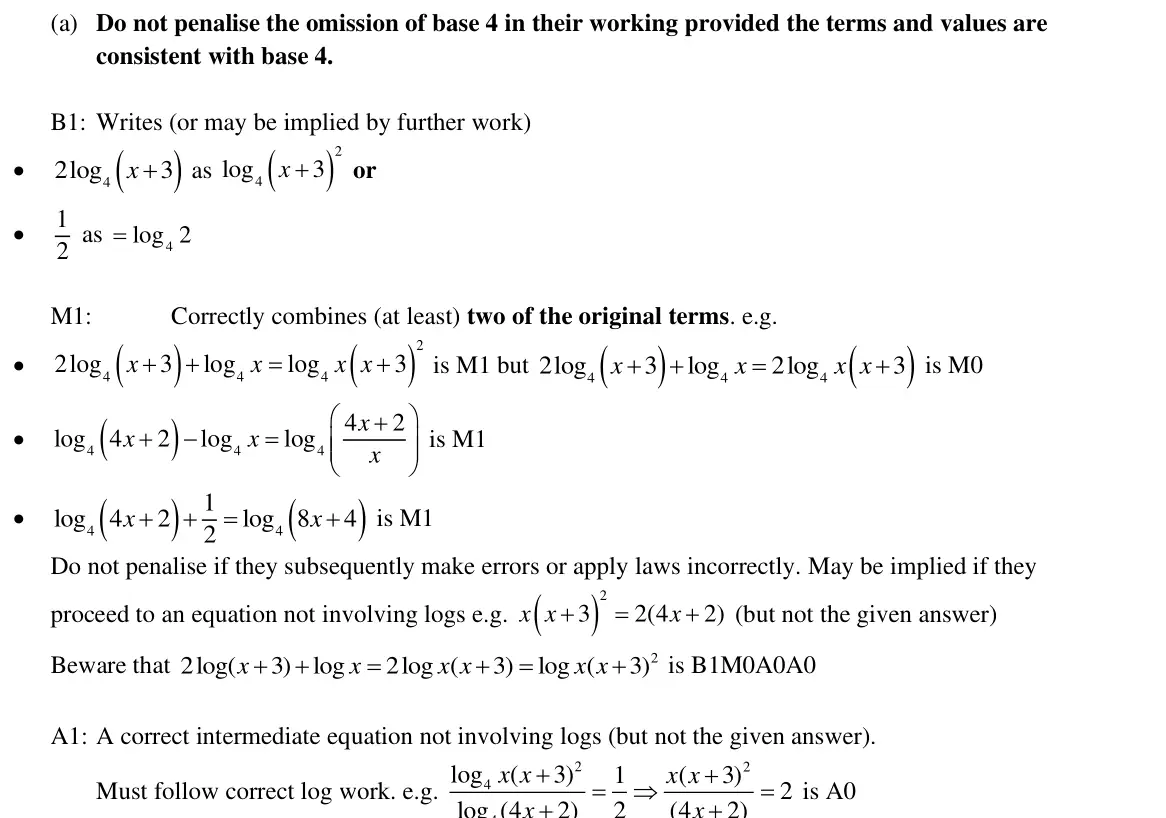 (a) Do not penalise the omission of base 4 in their working provided the terms and values are
consistent with base 4.
B1: Writes (or may be implied by further work)
• 2log₄(x+3) as log₄(x+3)² or
• 1/2 as = log₄ 2
M1: Correctly combines (at least) two of the original terms. e.g.
• 2log₄(x+3)+log₄ x = log₄ x(x+3)² is M1 but 2log₄(x+3)+log₄ x = 2log₄ x(x+3) is M0
• log₄(4x+2)−log₄ x = log₄((4x+2)/x) is M1
• log₄(4x+2)+1/2 = log₄(8x+4) is M1
Do not penalise if they subsequently make errors or apply laws incorrectly. May be implied if they
proceed to an equation not involving logs e.g. x(x+3)² = 2(4x+2) (but not the given answer)
Beware that 2log(x+3)+log x = 2log x(x+3) = log x(x+3)² is B1M0A0A0
A1: A correct intermediate equation not involving logs (but not the given answer).
Must follow correct log work. e.g. log₄ x(x+3)²/log₄(4x+2) = 1/2 ⇒ x(x+3)²/(4x+2) = 2 is A0